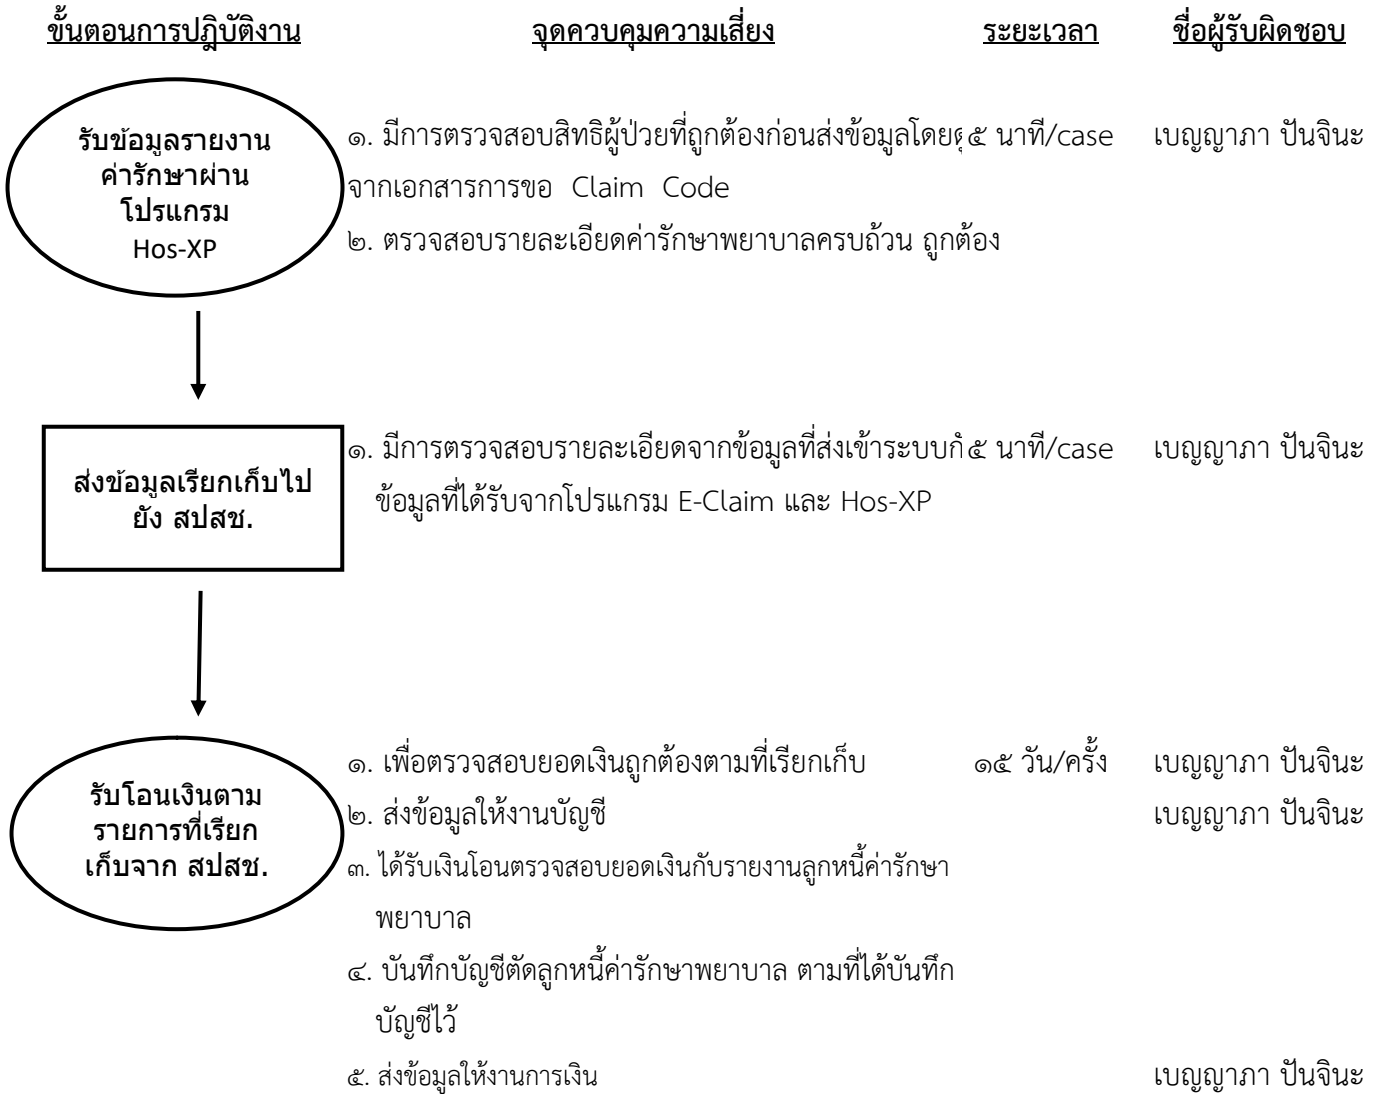 ขั้นตอนการปฎิบัติงาน จุดควบคุมความเสี่ยง ระยะเวลา ชื่อผู้รับผิดชอบ
รับข้อมูลรายงาน
ค่ารักษาผ่าน
โปรแกรม
Hos-XP
๑. มีการตรวจสอบสิทธิผู้ป่วยที่ถูกต้องก่อนส่งข้อมูลโดย ๕ นาที/case เบญญาภา ปันจินะ
จากเอกสารการขอ Claim Code
๒. ตรวจสอบรายละเอียดค่ารักษาพยาบาลครบถ้วน ถูกต้อง
ส่งข้อมูลเรียกเก็บไป
ยัง สปสช.
๑. มีการตรวจสอบรายละเอียดจากข้อมูลที่ส่งเข้าระบบ ๕ นาที/case เบญญาภา ปันจินะ
ข้อมูลที่ได้รับจากโปรแกรม E-Claim และ Hos-XP
รับโอนเงินตาม
รายการที่เรียก
เก็บจาก สปสช.
๑. เพื่อตรวจสอบยอดเงินถูกต้องตามที่เรียกเก็บ ๑๕ วัน/ครั้ง เบญญาภา ปันจินะ
๒. ส่งข้อมูลให้งานบัญชี เบญญาภา ปันจินะ
๓. ได้รับเงินโอนตรวจสอบยอดเงินกับรายงานลูกหนี้ค่ารักษา
พยาบาล
๔. บันทึกบัญชีตัดลูกหนี้ค่ารักษาพยาบาล ตามที่ได้บันทึก
บัญชีไว้
๕. ส่งข้อมูลให้งานการเงิน เบญญาภา ปันจินะ